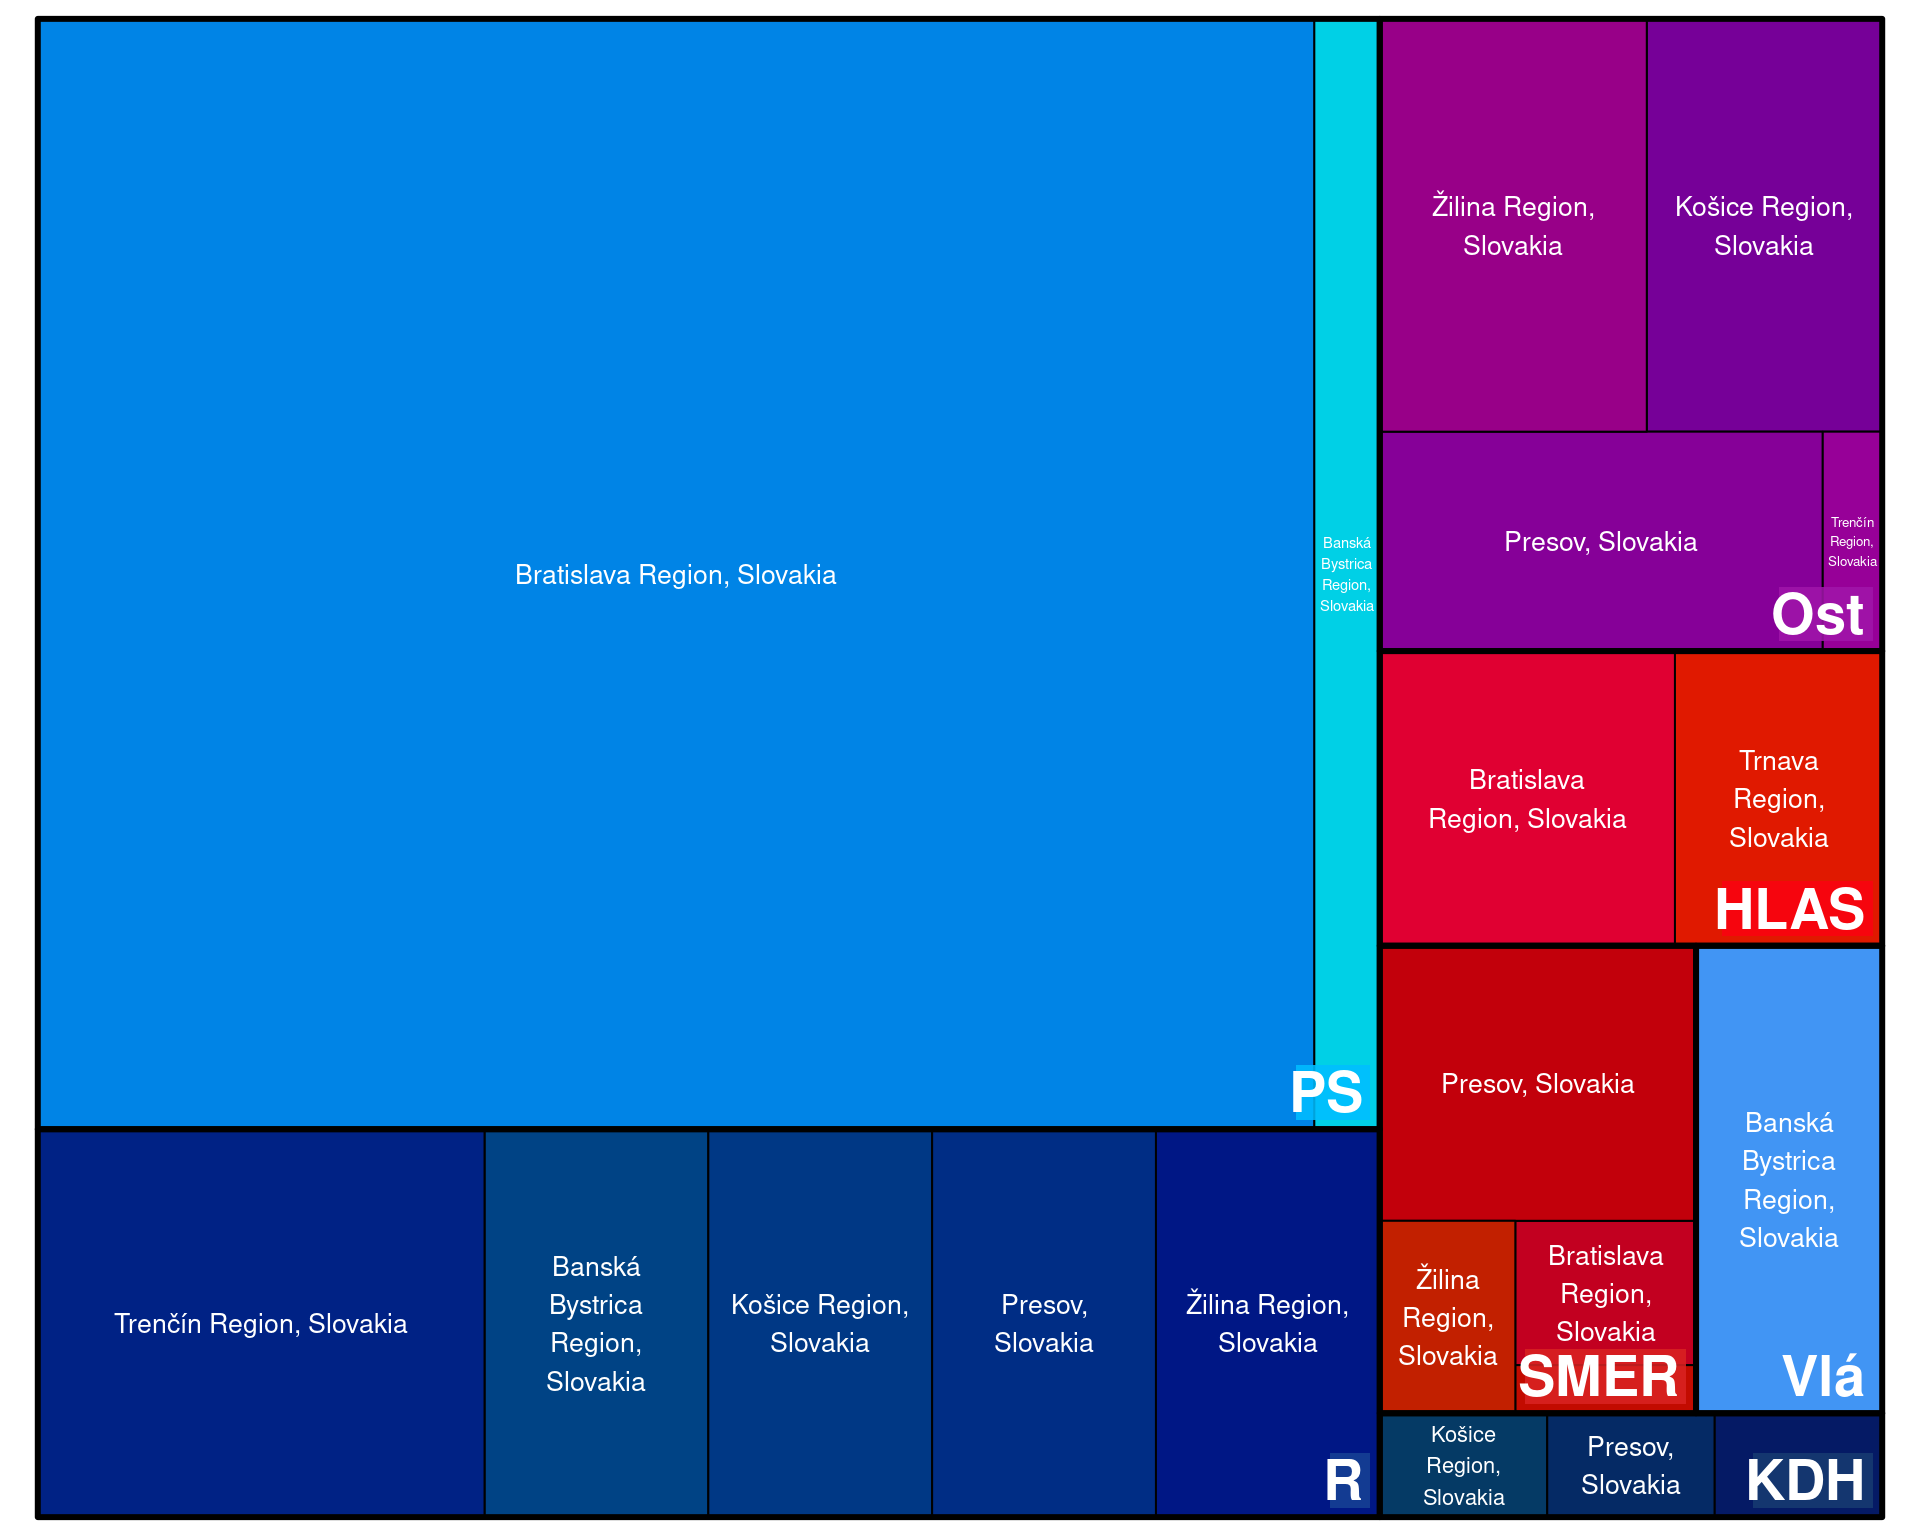 Bratislava Region, Slovakia
Banská
Bystrica
Region,
Slovakia
PS
Trenčín Region, Slovakia
Banská
Bystrica
Region,
Slovakia
Košice Region,
Slovakia
Presov,
Slovakia
Žilina Region,
Slovakia
R
Žilina Region,
Slovakia
Košice Region,
Slovakia
Presov, Slovakia
Trenčín
Region,
Slovakia
Ost
Bratislava
Region, Slovakia
Trnava
Region,
Slovakia
HLAS
Presov, Slovakia
Žilina
Region,
Slovakia
Bratislava
Region,
Slovakia
SMER
Banská
Bystrica
Region,
Slovakia
Vlá
Košice
Region,
Slovakia
Presov,
Slovakia
KDH